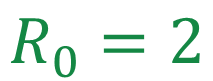 R₀ = 2